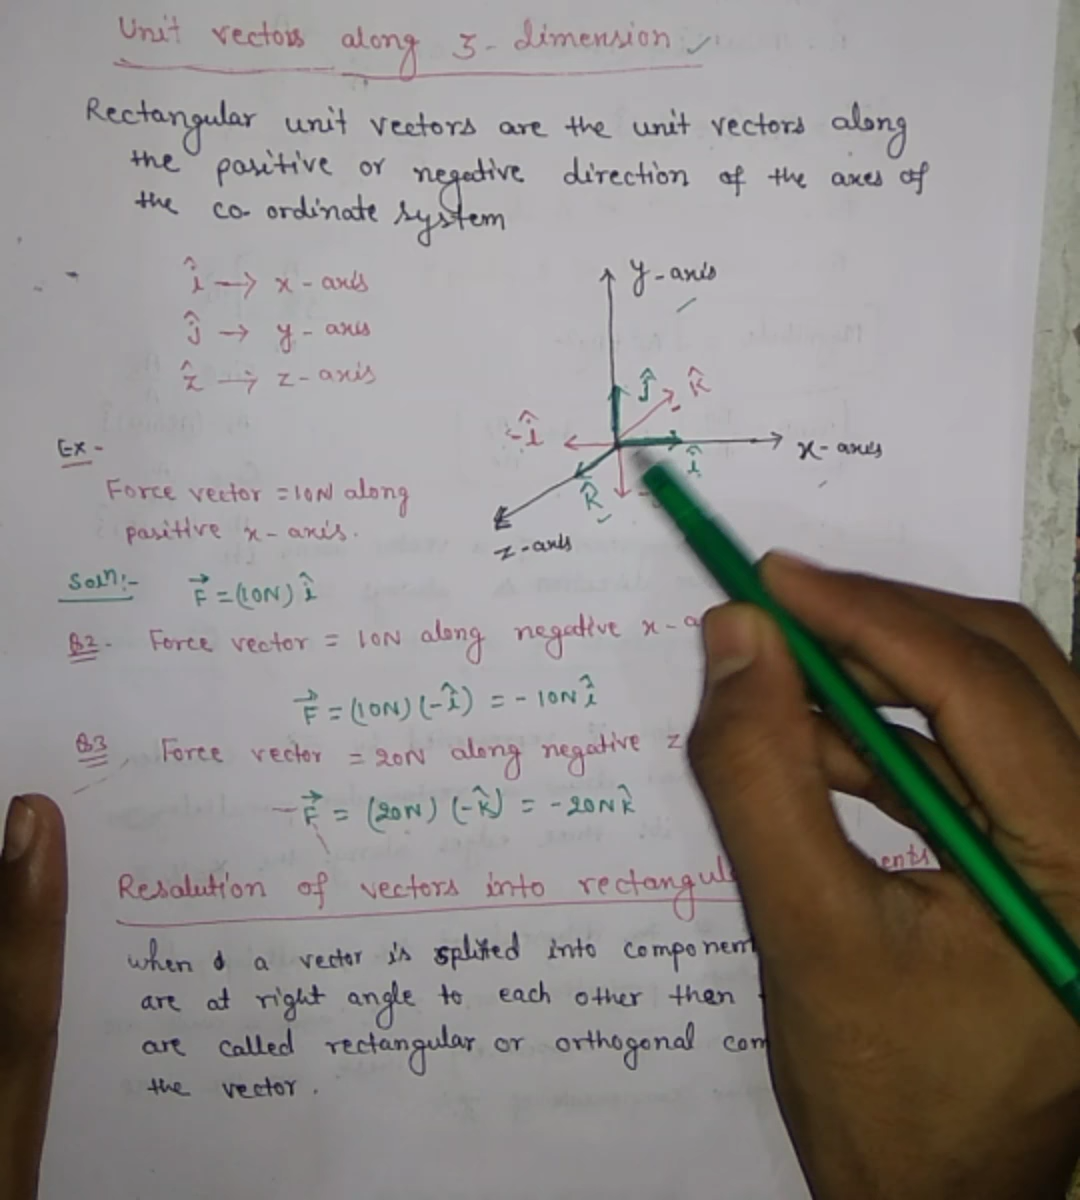 Unit vectors along 3-dimension
Rectangular unit vectors are the unit vectors along
the pasitive or negative direction of the axes of
the co-ordinate system
î → x-axis
ĵ → y-axis
ẑ → z-axis
y-axis
ĵ
k̂
-î
x-axis
î
k̂
z-axis
Ex-
Force vector = 10N along
pasitive x-axis.
Soln:- F⃗ = (10N) î
Q2- Force vector = 10N along negative x-a
F⃗ = (10N) (-î) = -10N î
Q3 Force vector = 20N along negative z
F⃗ = (20N) (-k̂) = -20N k̂
Resolution of vectors into rectangul ents
when a vector is splited into componen
are at right angle to each other then
are called rectangular or orthogonal com
the vector.